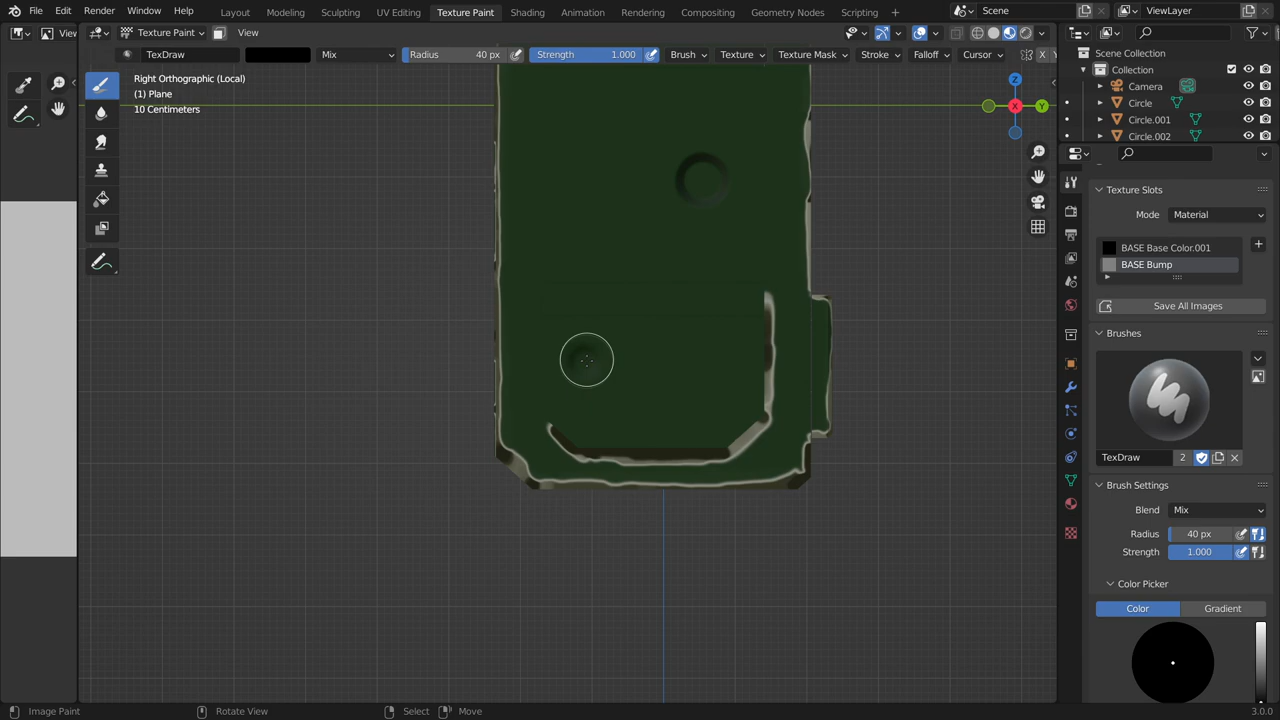 File Edit Render Window Help Layout Modeling Sculpting UV Editing Texture Paint Shading Animation Rendering Compositing Geometry Nodes Scripting Scene ViewLayer
View Texture Paint View
TexDraw Mix Radius 40 px Strength 1.000 Brush Texture Texture Mask Stroke Falloff Cursor X
Right Orthographic (Local)
(1) Plane
10 Centimeters
Z
X
Y
Scene Collection
Collection
Camera
Circle
Circle.001
Circle.002
Texture Slots
Mode Material
BASE Base Color.001
BASE Bump
Save All Images
Brushes
TexDraw 2
Brush Settings
Blend Mix
Radius 40 px
Strength 1.000
Color Picker
Color Gradient
Image Paint Rotate View Select Move 3.0.0